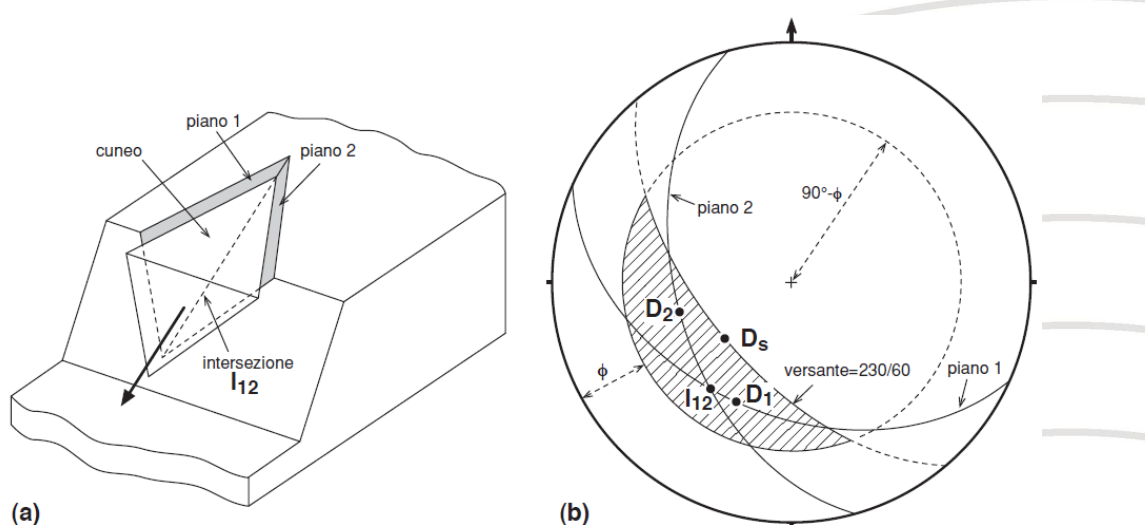 piano 1
cuneo
piano 2
intersezione
I12
(a)
90°-ϕ
piano 2
D2
Ds
ϕ
versante=230/60
piano 1
I12
D1
(b)